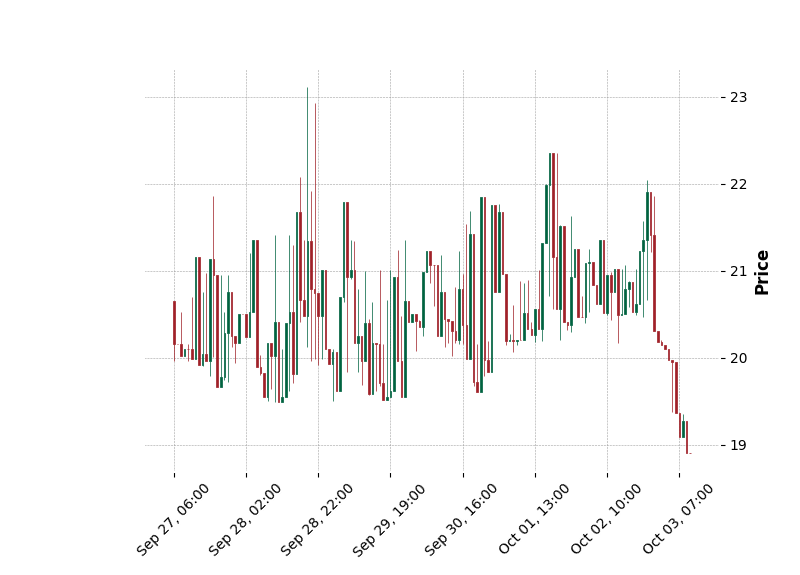 23
22
21
20
19
Price
Sep 27, 06:00
Sep 28, 02:00
Sep 28, 22:00
Sep 29, 19:00
Sep 30, 16:00
Oct 01, 13:00
Oct 02, 10:00
Oct 03, 07:00